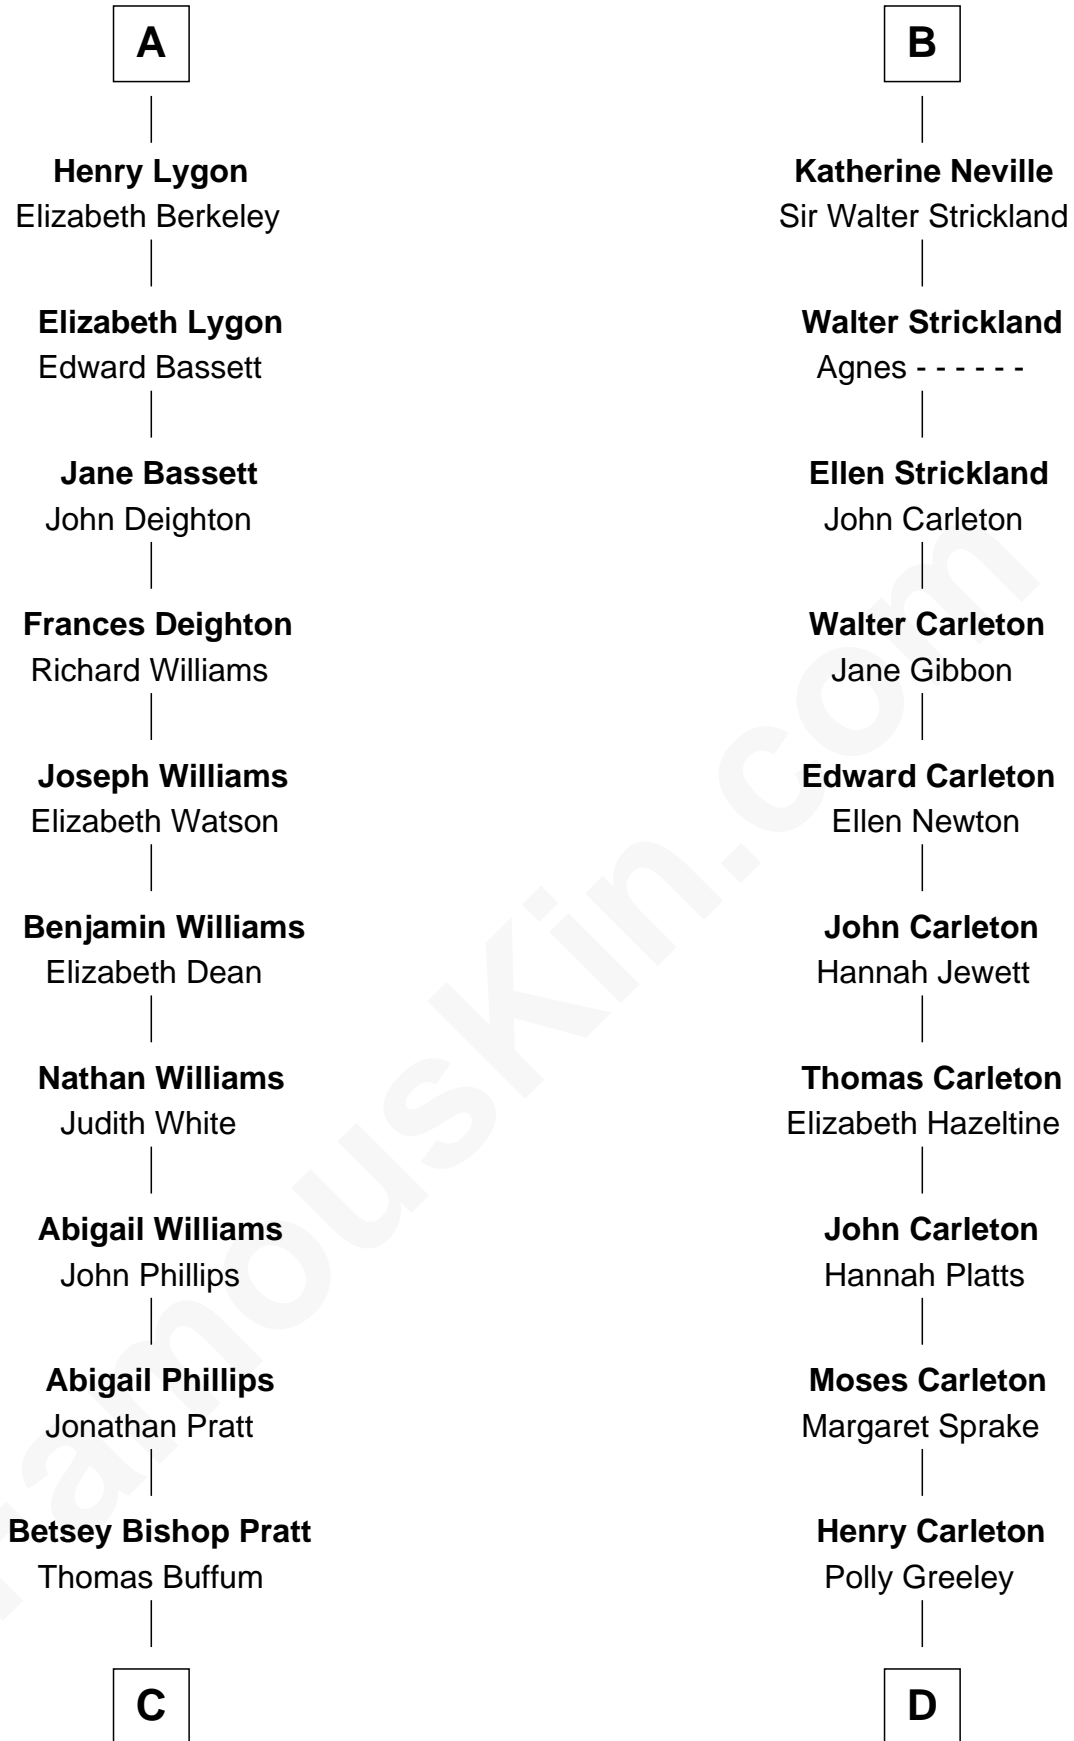 A
Henry Lygon
Elizabeth Berkeley
Elizabeth Lygon
Edward Bassett
Jane Bassett
John Deighton
Frances Deighton
Richard Williams
Joseph Williams
Elizabeth Watson
Benjamin Williams
Elizabeth Dean
Nathan Williams
Judith White
Abigail Williams
John Phillips
Abigail Phillips
Jonathan Pratt
Betsey Bishop Pratt
Thomas Buffum
C
B
Katherine Neville
Sir Walter Strickland
Walter Strickland
Agnes - - - - - -
Ellen Strickland
John Carleton
Walter Carleton
Jane Gibbon
Edward Carleton
Ellen Newton
John Carleton
Hannah Jewett
Thomas Carleton
Elizabeth Hazeltine
John Carleton
Hannah Platts
Moses Carleton
Margaret Sprake
Henry Carleton
Polly Greeley
D
FamousKin.com